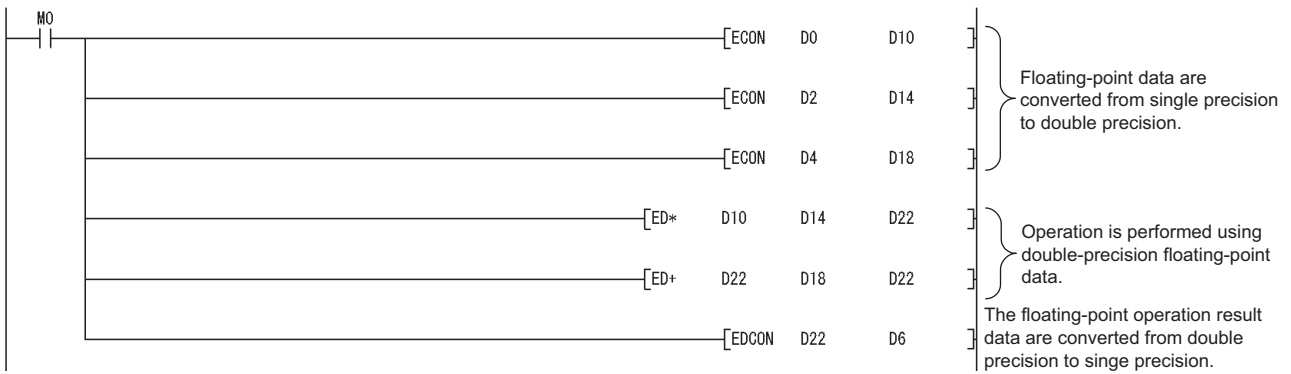 M0
ECON D0 D10
ECON D2 D14
ECON D4 D18
Floating-point data are
converted from single precision
to double precision.
ED* D10 D14 D22
ED+ D22 D18 D22
Operation is performed using
double-precision floating-point
data.
EDCON D22 D6
The floating-point operation result
data are converted from double
precision to singe precision.